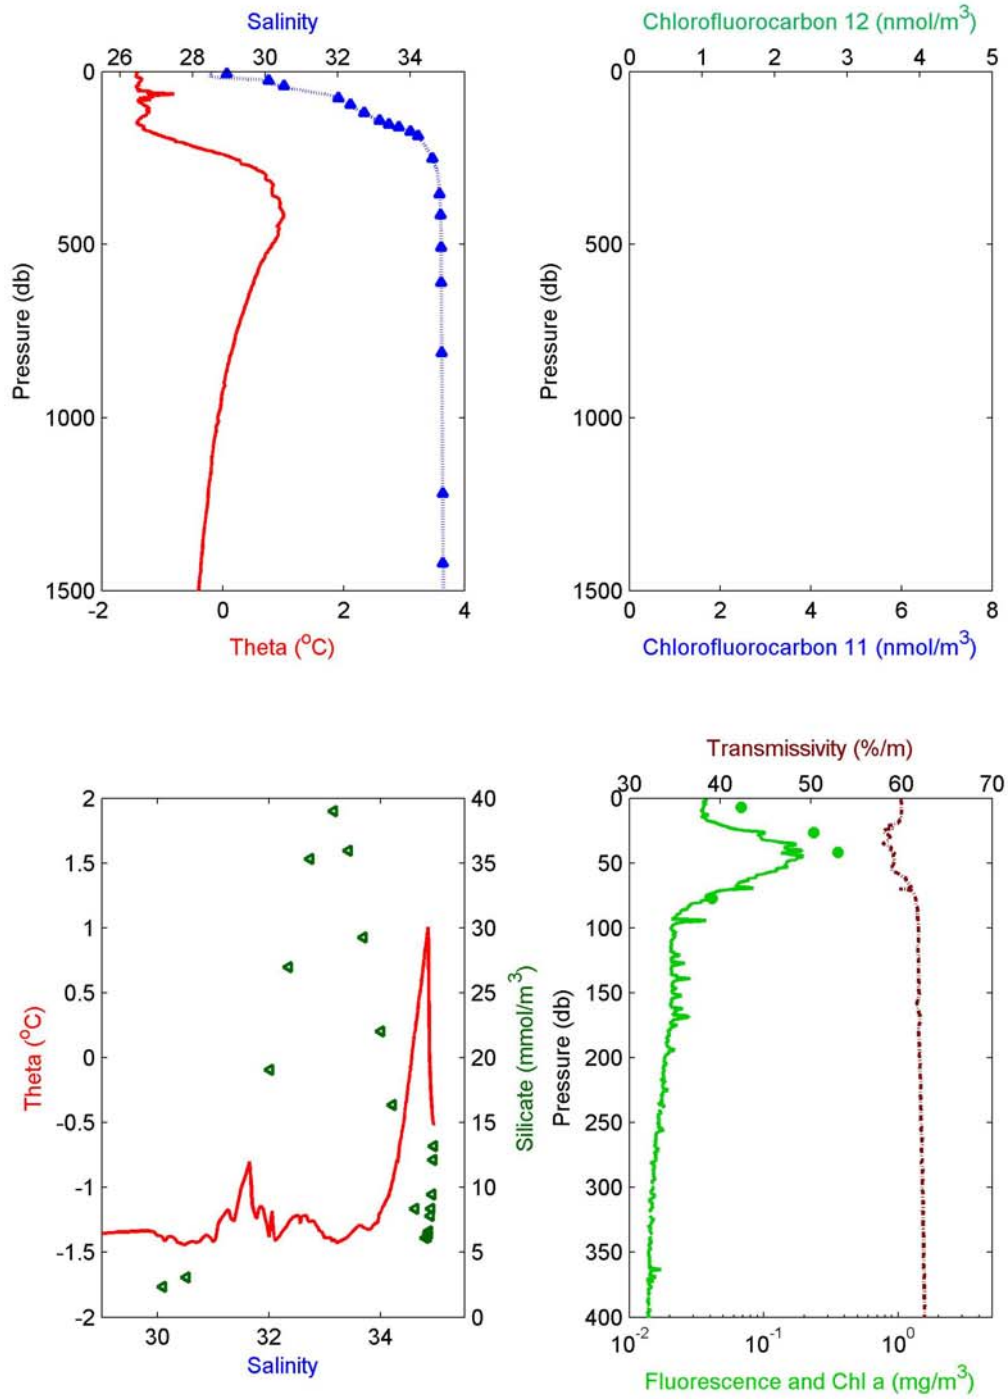 Salinity
26 28 30 32 34
0
500
1000
1500
Pressure (db)
-2 0 2 4
Theta (°C)
Chlorofluorocarbon 12 (nmol/m³)
0 1 2 3 4 5
0
500
1000
1500
Pressure (db)
0 2 4 6 8
Chlorofluorocarbon 11 (nmol/m³)
2
1.5
1
0.5
0
-0.5
-1
-1.5
-2
Theta (°C)
40
35
30
25
20
15
10
5
0
Silicate (mmol/m³)
30 32 34
Salinity
Transmissivity (%/m)
30 40 50 60 70
0
50
100
150
200
250
300
350
400
Pressure (db)
10⁻² 10⁻¹ 10⁰
Fluorescence and Chl a (mg/m³)